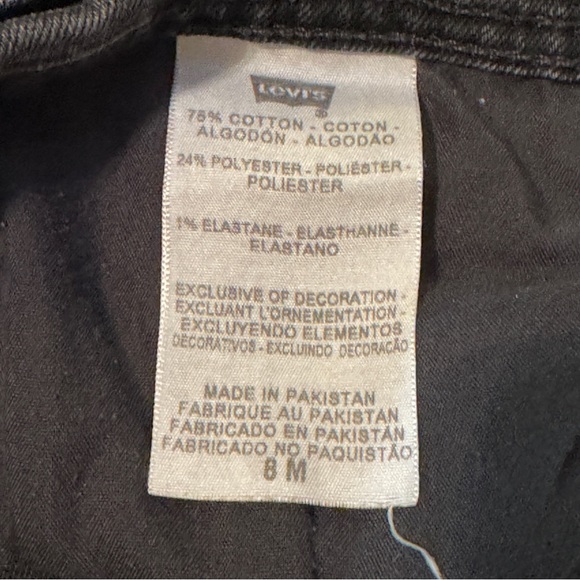 Levi's
®
75% COTTON - COTON -
ALGODÓN - ALGODÃO
24% POLYESTER - POLIÉSTER -
POLIESTER
1% ELASTANE - ELASTHANNE -
ELASTANO
EXCLUSIVE OF DECORATION -
EXCLUANT L'ORNEMENTATION -
EXCLUYENDO ELEMENTOS
DECORATIVOS - EXCLUINDO DECORAÇÃO
MADE IN PAKISTAN
FABRIQUE AU PAKISTAN
FABRICADO EN PAKISTÁN
FABRICADO NO PAQUISTÃO
8 M